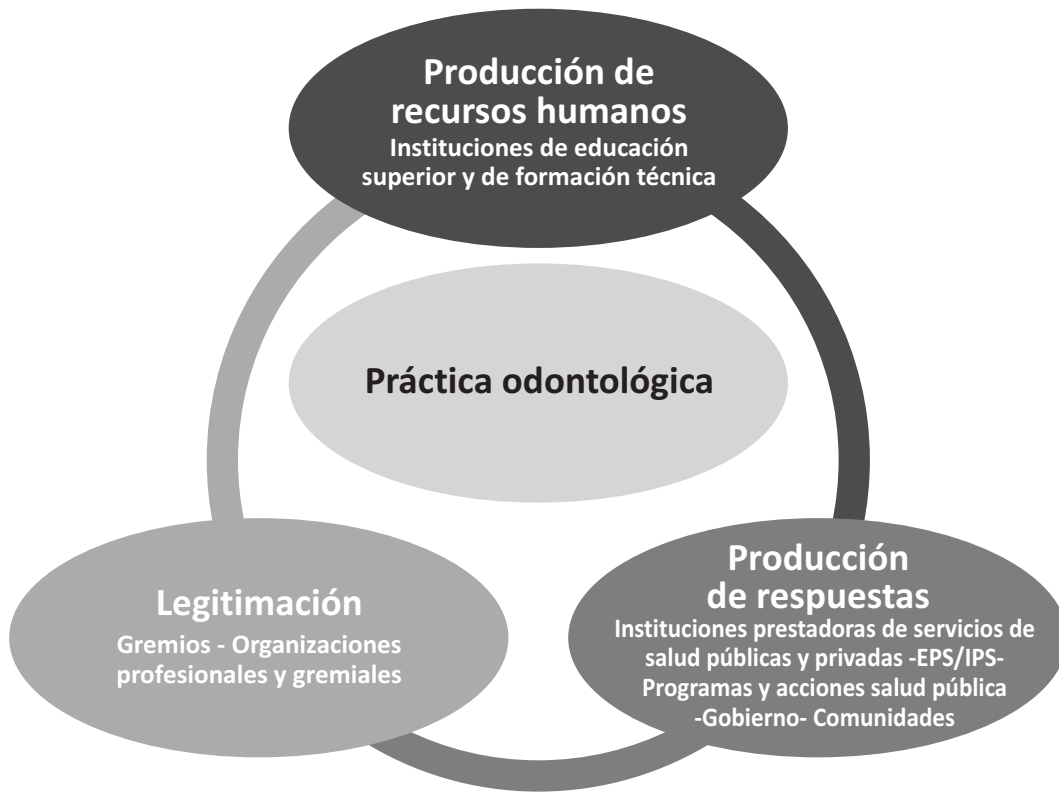 Producción de
recursos humanos
Instituciones de educación
superior y de formación técnica
Práctica odontológica
Legitimación
Gremios - Organizaciones
profesionales y gremiales
Producción
de respuestas
Instituciones prestadoras de servicios de
salud públicas y privadas -EPS/IPS-
Programas y acciones salud pública
-Gobierno- Comunidades